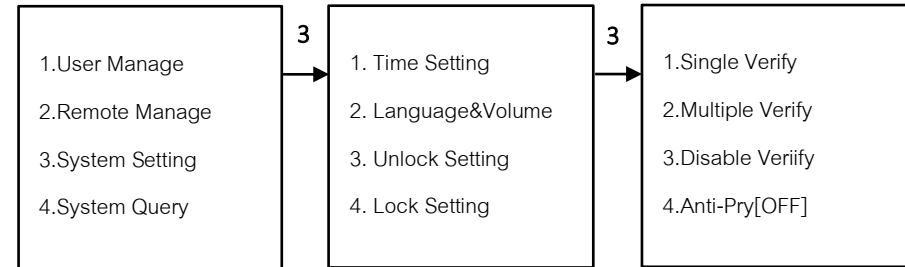 1.User Manage
2.Remote Manage
3.System Setting
4.System Query
3
1. Time Setting
2. Language&Volume
3. Unlock Setting
4. Lock Setting
3
1.Single Verify
2.Multiple Verify
3.Disable Veriify
4.Anti-Pry[OFF]